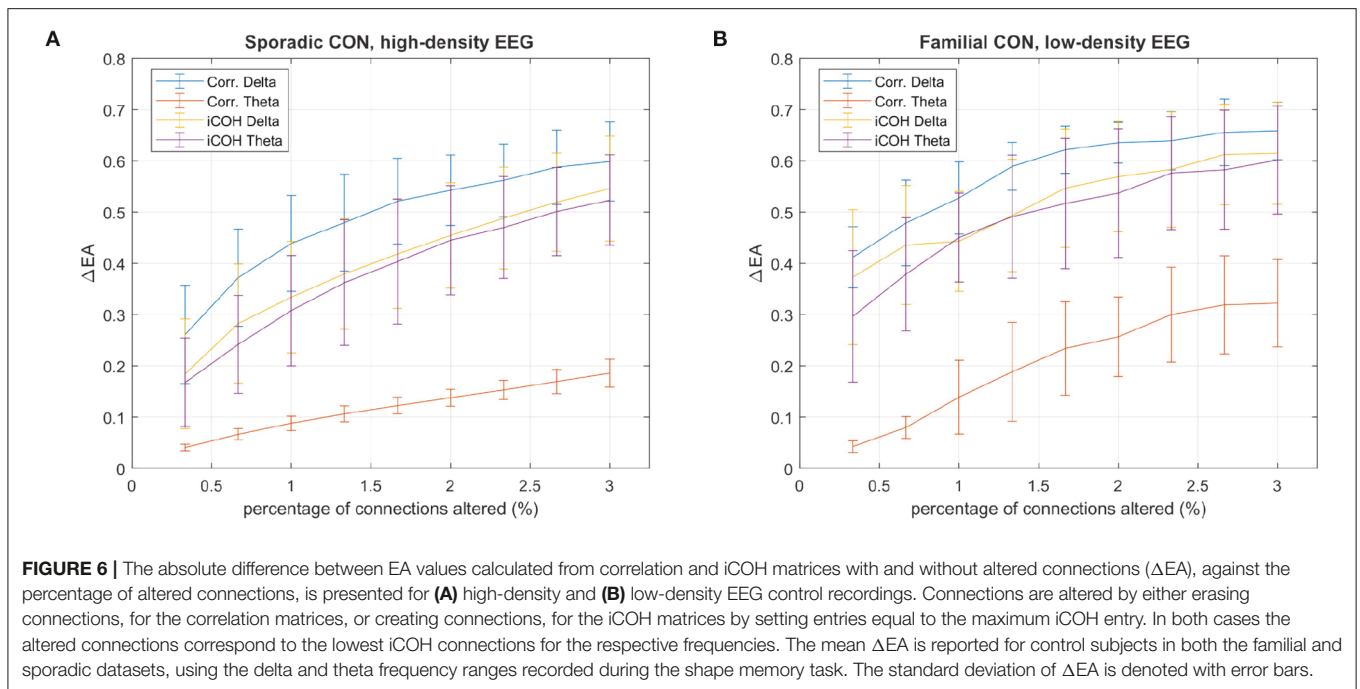 A
Sporadic CON, high-density EEG
0.8
0.7
0.6
0.5
0.4
0.3
0.2
0.1
0
ΔEA
Corr. Delta
Corr. Theta
iCOH Delta
iCOH Theta
0 0.5 1 1.5 2 2.5 3
percentage of connections altered (%)
B
Familial CON, low-density EEG
0.8
0.7
0.6
0.5
0.4
0.3
0.2
0.1
0
ΔEA
Corr. Delta
Corr. Theta
iCOH Delta
iCOH Theta
0 0.5 1 1.5 2 2.5 3
percentage of connections altered (%)
FIGURE 6 | The absolute difference between EA values calculated from correlation and iCOH matrices with and without altered connections (ΔEA), against the
percentage of altered connections, is presented for (A) high-density and (B) low-density EEG control recordings. Connections are altered by either erasing
connections, for the correlation matrices, or creating connections, for the iCOH matrices by setting entries equal to the maximum iCOH entry. In both cases the
altered connections correspond to the lowest iCOH connections for the respective frequencies. The mean ΔEA is reported for control subjects in both the familial and
sporadic datasets, using the delta and theta frequency ranges recorded during the shape memory task. The standard deviation of ΔEA is denoted with error bars.